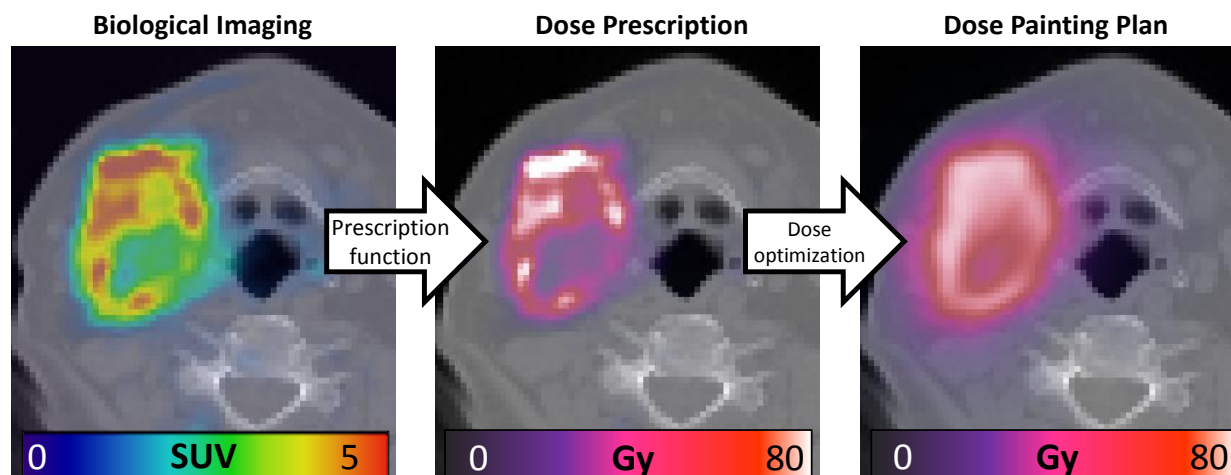 Biological Imaging
Dose Prescription
Dose Painting Plan
Prescription
function
Dose
optimization
0 SUV 5
0 Gy 80
0 Gy 80